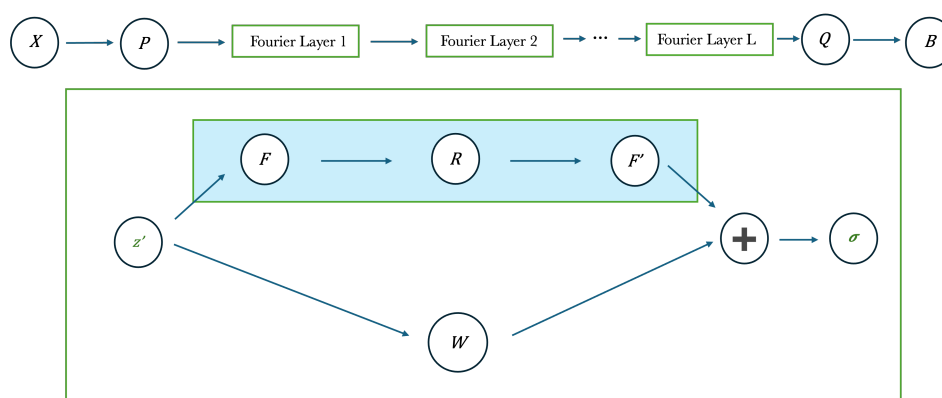 X P Fourier Layer 1 Fourier Layer 2 ... Fourier Layer L Q B
F R F'
z' + σ
W